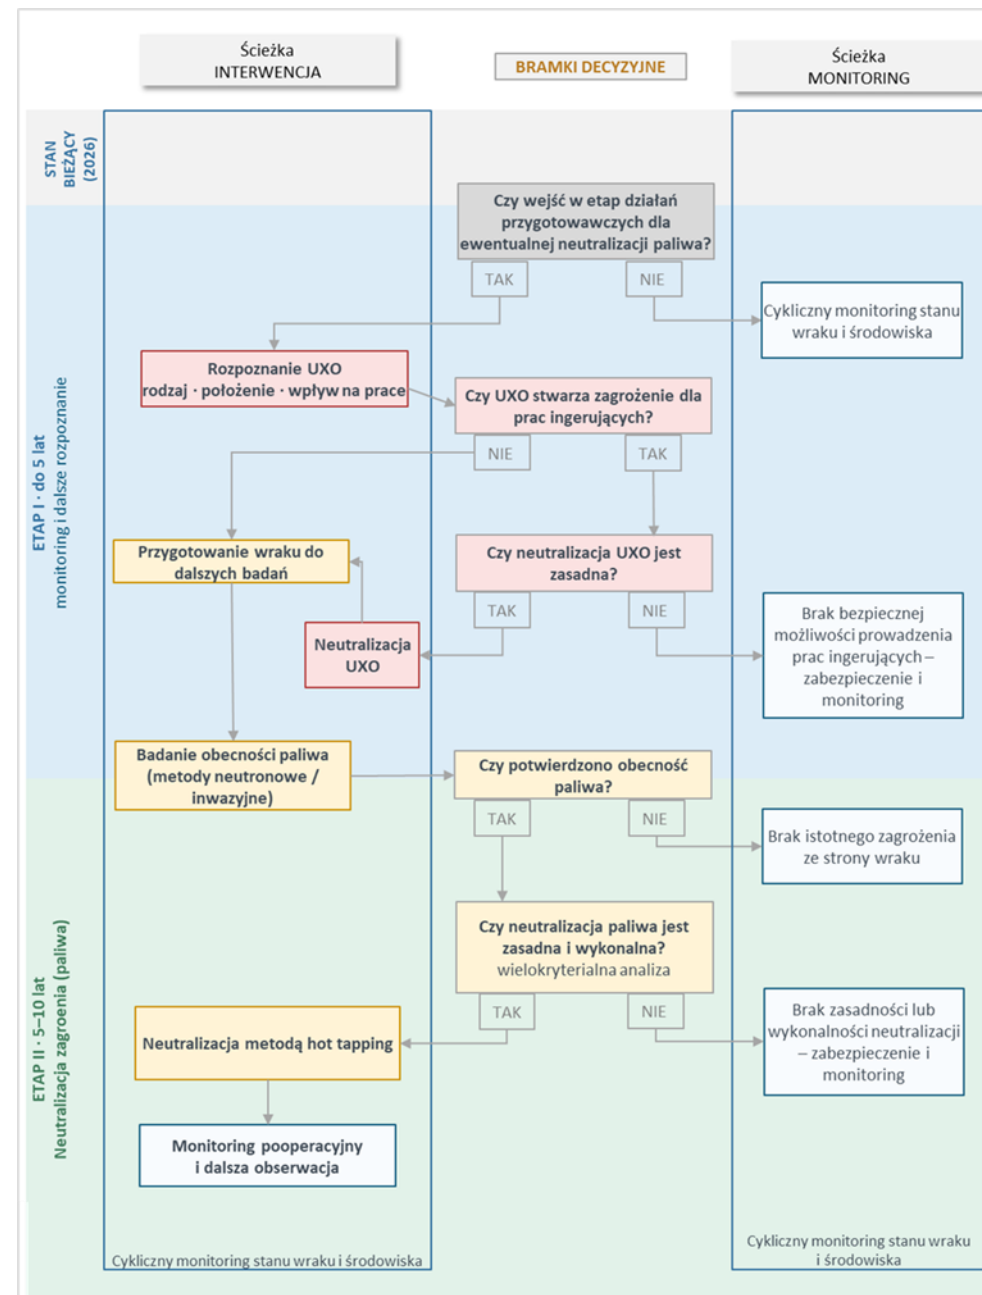 Ścieżka
INTERWENCJA
BRAMKI DECYZYJNE
Ścieżka
MONITORING
STAN
BIEŻĄCY
(2026)
Czy wejść w etap działań
przygotowawczych dla
ewentualnej neutralizacji paliwa?
TAK
NIE
Cykliczny monitoring stanu
wraku i środowiska
ETAP I · do 5 lat
monitoring i dalsze rozpoznanie
Rozpoznanie UXO
rodzaj · położenie · wpływ na prace
Czy UXO stwarza zagrożenie dla
prac ingerujących?
NIE
TAK
Przygotowanie wraku do
dalszych badań
Czy neutralizacja UXO jest
zasadna?
TAK
NIE
Neutralizacja
UXO
Brak bezpiecznej
możliwości prowadzenia
prac ingerujących –
zabezpieczenie i
monitoring
Badanie obecności paliwa
(metody neutronowe /
inwazyjne)
Czy potwierdzono obecność
paliwa?
TAK
NIE
Brak istotnego zagrożenia
ze strony wraku
ETAP II · 5–10 lat
Neutralizacja zagroenia (paliwa)
Czy neutralizacja paliwa jest
zasadna i wykonalna?
wielokryterialna analiza
TAK
NIE
Neutralizacja metodą hot tapping
Brak zasadności lub
wykonalności neutralizacji
– zabezpieczenie i
monitoring
Monitoring pooperacyjny
i dalsza obserwacja
Cykliczny monitoring stanu wraku i środowiska
Cykliczny monitoring stanu wraku
i środowiska